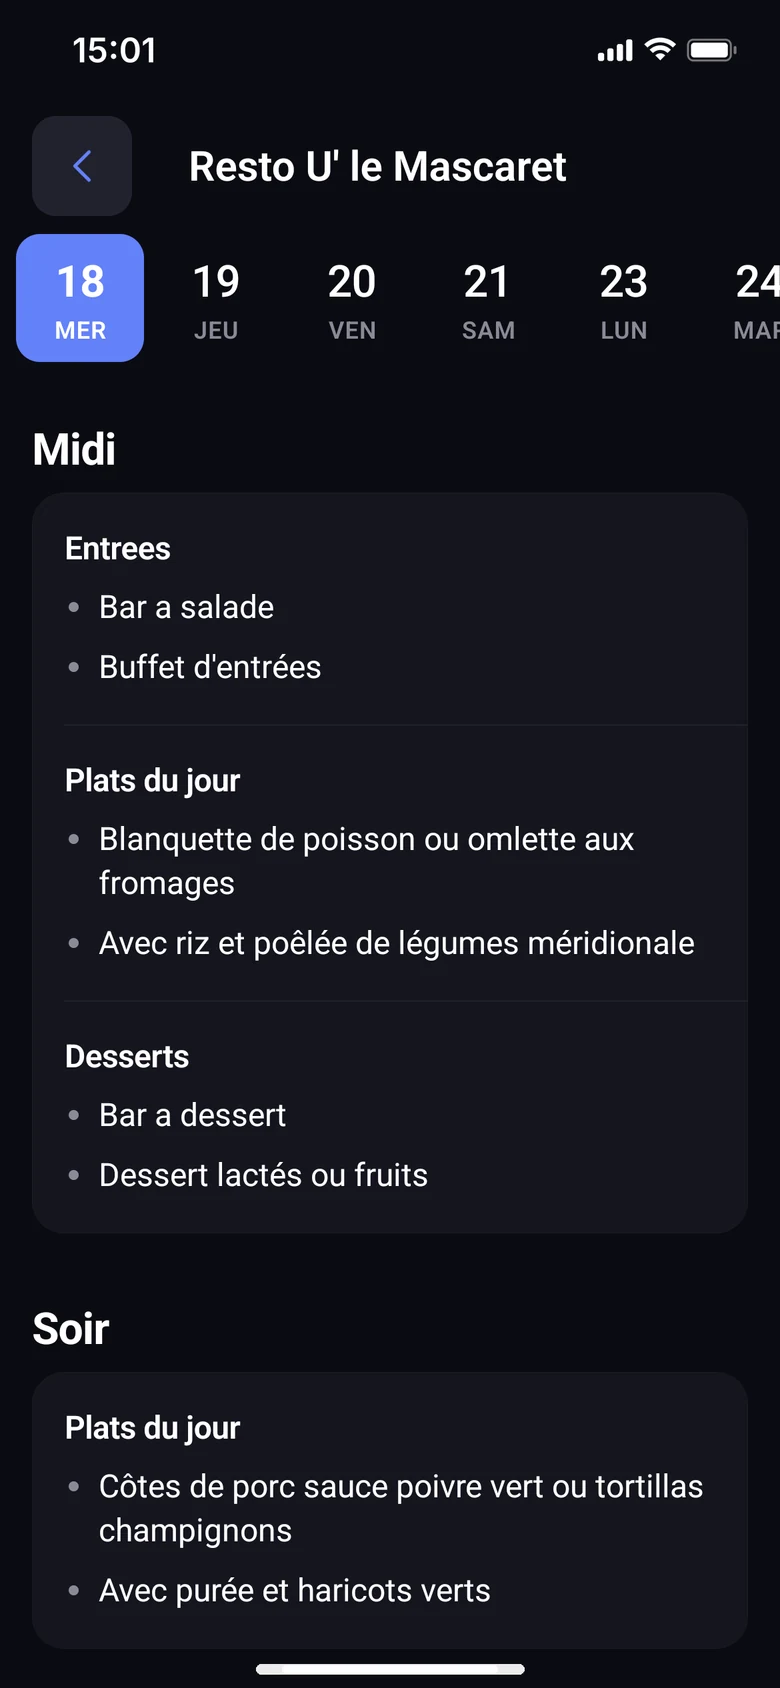 15:01
Resto U' le Mascaret
18 19 20 21 23 24
MER JEU VEN SAM LUN MAR
Midi
Entrees
• Bar a salade
• Buffet d'entrées
Plats du jour
• Blanquette de poisson ou omlette aux
fromages
• Avec riz et poêlée de légumes méridionale
Desserts
• Bar a dessert
• Dessert lactés ou fruits
Soir
Plats du jour
• Côtes de porc sauce poivre vert ou tortillas
champignons
• Avec purée et haricots verts